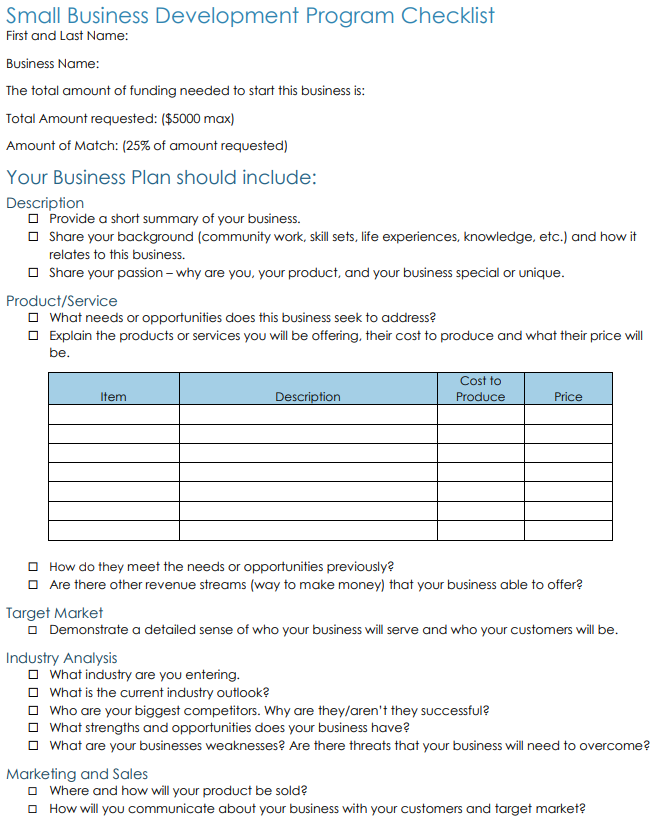 Small Business Development Program Checklist
First and Last Name:
Business Name:
The total amount of funding needed to start this business is:
Total Amount requested: ($5000 max)
Amount of Match: (25% of amount requested)
Your Business Plan should include:
Description
☐ Provide a short summary of your business.
☐ Share your background (community work, skill sets, life experiences, knowledge, etc.) and how it
relates to this business.
☐ Share your passion – why are you, your product, and your business special or unique.
Product/Service
☐ What needs or opportunities does this business seek to address?
☐ Explain the products or services you will be offering, their cost to produce and what their price will
be.
Item Description Cost to Produce Price
☐ How do they meet the needs or opportunities previously?
☐ Are there other revenue streams (way to make money) that your business able to offer?
Target Market
☐ Demonstrate a detailed sense of who your business will serve and who your customers will be.
Industry Analysis
☐ What industry are you entering.
☐ What is the current industry outlook?
☐ Who are your biggest competitors. Why are they/aren't they successful?
☐ What strengths and opportunities does your business have?
☐ What are your businesses weaknesses? Are there threats that your business will need to overcome?
Marketing and Sales
☐ Where and how will your product be sold?
☐ How will you communicate about your business with your customers and target market?